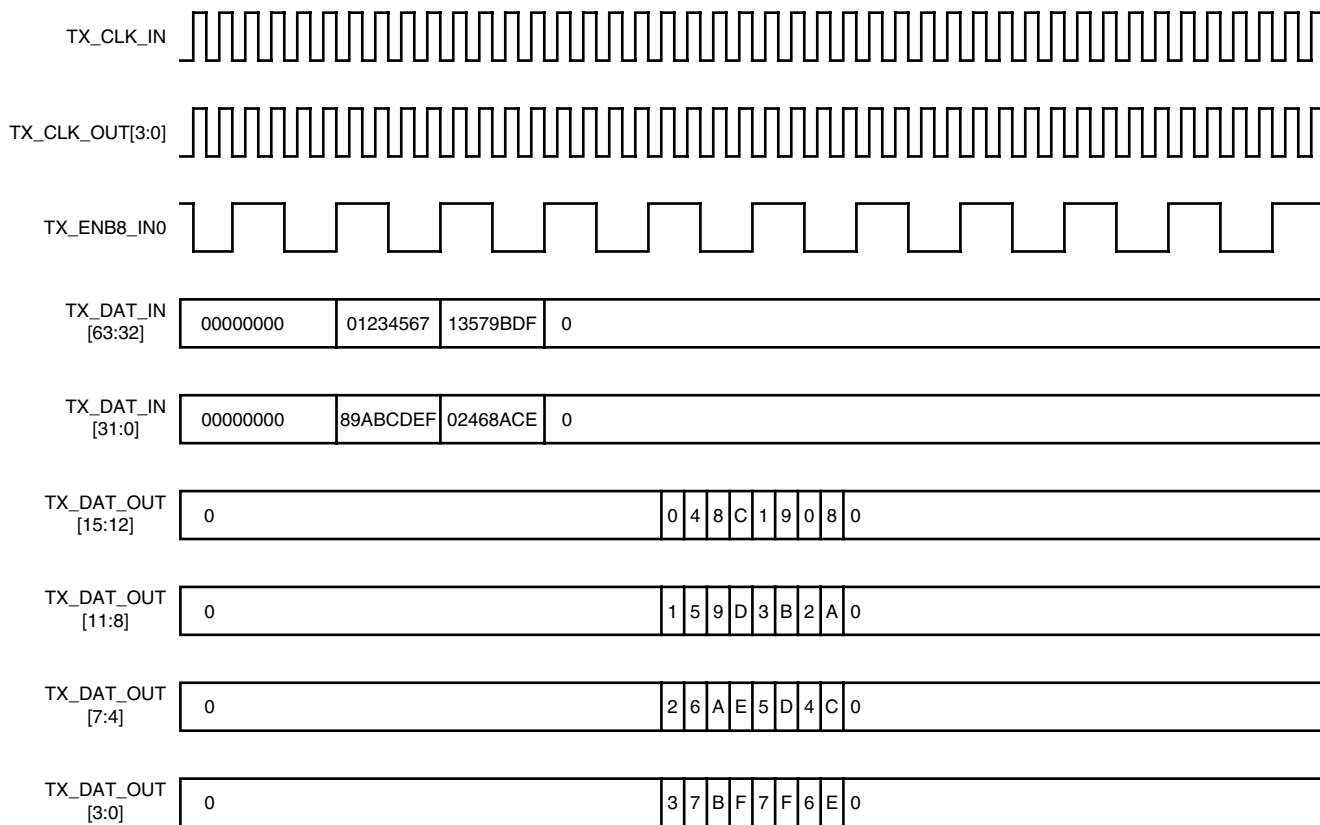 TX_CLK_IN
TX_CLK_OUT[3:0]
TX_ENB8_IN0
TX_DAT_IN
[63:32]
00000000 01234567 13579BDF 0
TX_DAT_IN
[31:0]
00000000 89ABCDEF 02468ACE 0
TX_DAT_OUT
[15:12]
0 0 4 8 C 1 9 0 8 0
TX_DAT_OUT
[11:8]
0 1 5 9 D 3 B 2 A 0
TX_DAT_OUT
[7:4]
0 2 6 A E 5 D 4 C 0
TX_DAT_OUT
[3:0]
0 3 7 B F 7 F 6 E 0